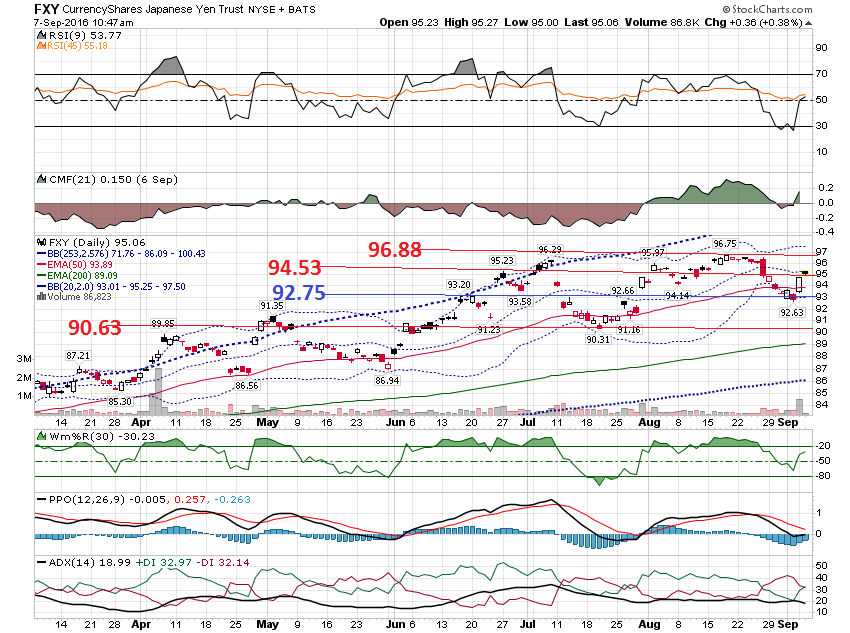 FXY CurrencyShares Japanese Yen Trust NYSE + BATS
© StockCharts.com
7-Sep-2016 10:47am
Open 95.23 High 95.27 Low 95.00 Last 95.06 Volume 86.8K Chg +0.36 (+0.38%)
RSI(9) 53.77
RSI(45) 55.18
90
70
50
30
10
CMF(21) 0.150 (6 Sep)
0.2
0.0
-0.2
-0.4
FXY (Daily) 95.06
BB(253,2.576) 71.76 - 86.09 - 100.43
EMA(50) 93.89
EMA(200) 89.09
BB(20,2.0) 93.01 - 95.25 - 97.50
Volume 86,823
96.88
94.53
92.75
90.63
87.21
85.30
89.85
86.56
91.35
86.94
93.20
91.23
95.23
93.58
96.29
90.31
92.66
91.16
95.97
94.14
96.75
92.63
97
96
95
94
93
92
91
90
89
88
87
86
85
84
3M
2M
1M
14 21 28 Apr 11 18 25 May 9 16 23 Jun 6 13 20 27 Jul 11 18 25 Aug 8 15 22 29 Sep
Wm%R(30) -30.23
-20
-50
-80
PPO(12,26,9) -0.005, 0.257, -0.263
1
0
ADX(14) 18.99 +DI 32.97 -DI 32.14
50
40
30
20
10
14 21 28 Apr 11 18 25 May 9 16 23 Jun 6 13 20 27 Jul 11 18 25 Aug 8 15 22 29 Sep